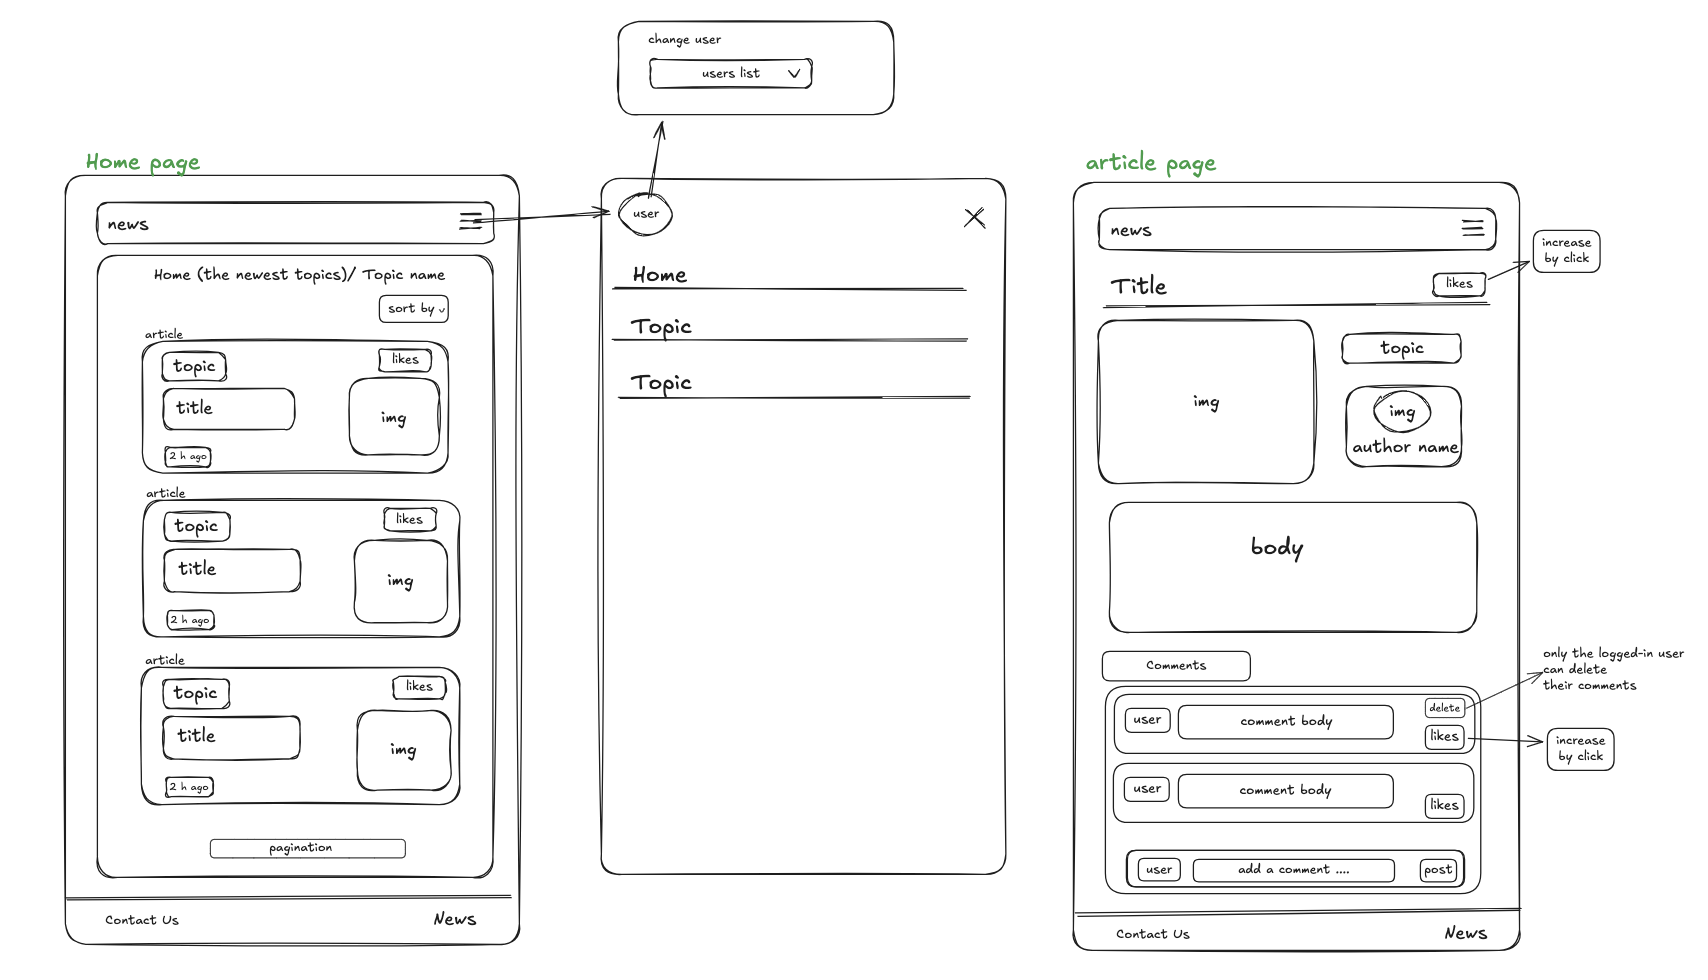 change user
users list
Home page
news
Home (the newest topics)/ Topic name
sort by
article
topic
likes
title
img
2 h ago
article
topic
likes
title
img
2 h ago
article
topic
likes
title
img
2 h ago
pagination
Contact Us
News
user
Home
Topic
Topic
article page
news
increase
by click
Title
likes
img
topic
img
author name
body
Comments
only the logged-in user
can delete
their comments
user
comment body
delete
likes
increase
by click
user
comment body
likes
user
add a comment ....
post
Contact Us
News